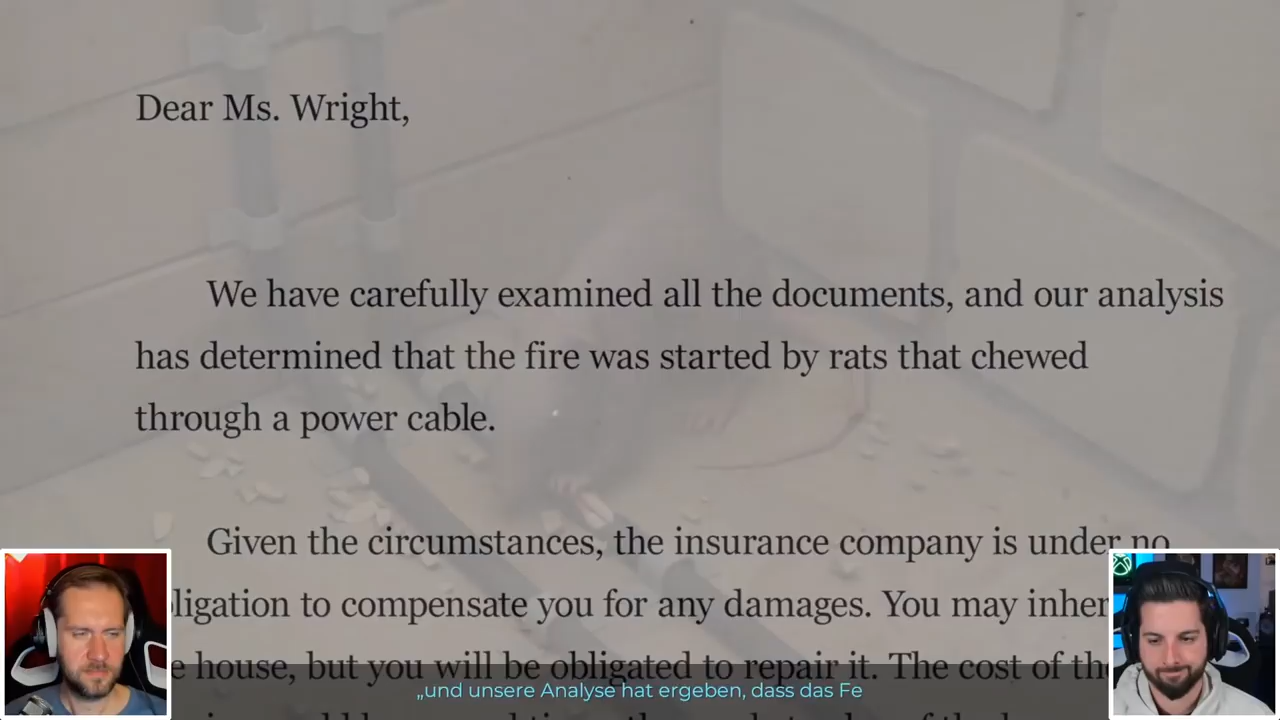 Dear Ms. Wright,
We have carefully examined all the documents, and our analysis
has determined that the fire was started by rats that chewed
through a power cable.
Given the circumstances, the insurance company is under no
ligation to compensate you for any damages. You may inher
e house, but you will be obligated to repair it. The cost of th
„und unsere Analyse hat ergeben, dass das Fe